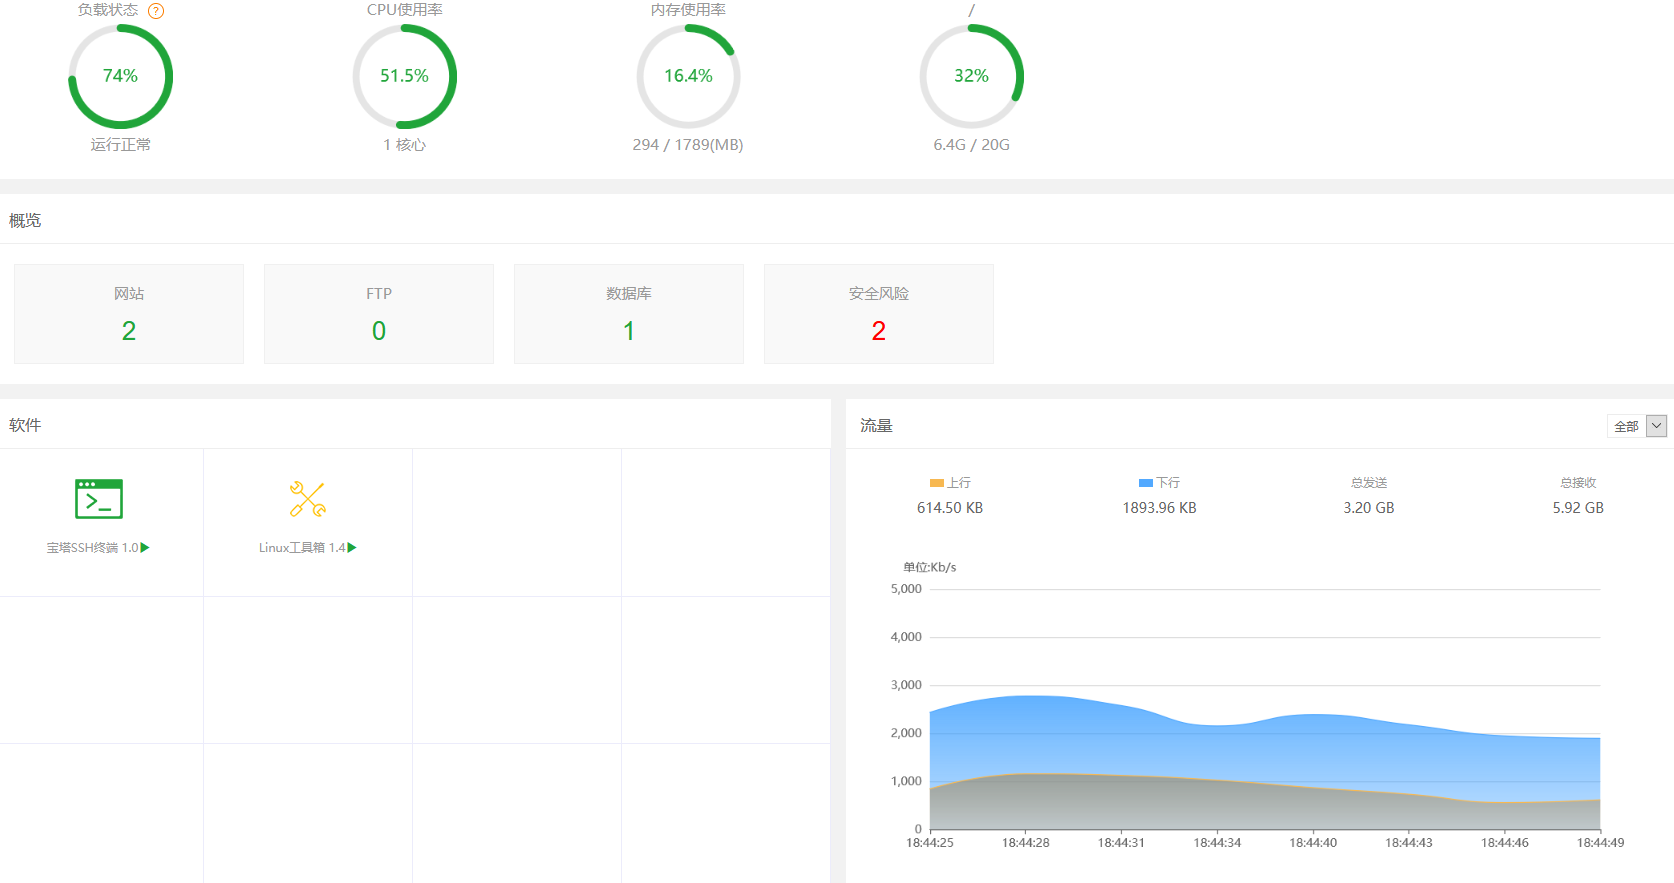 负载状态 ?
CPU使用率
内存使用率
/
74%
51.5%
16.4%
32%
运行正常
1 核心
294 / 1789(MB)
6.4G / 20G
概览
网站
FTP
数据库
安全风险
2
0
1
2
软件
宝塔SSH终端 1.0
Linux工具箱 1.4
流量
全部
上行
下行
总发送
总接收
614.50 KB
1893.96 KB
3.20 GB
5.92 GB
单位:Kb/s
5,000
4,000
3,000
2,000
1,000
0
18:44:25
18:44:28
18:44:31
18:44:34
18:44:40
18:44:43
18:44:46
18:44:49